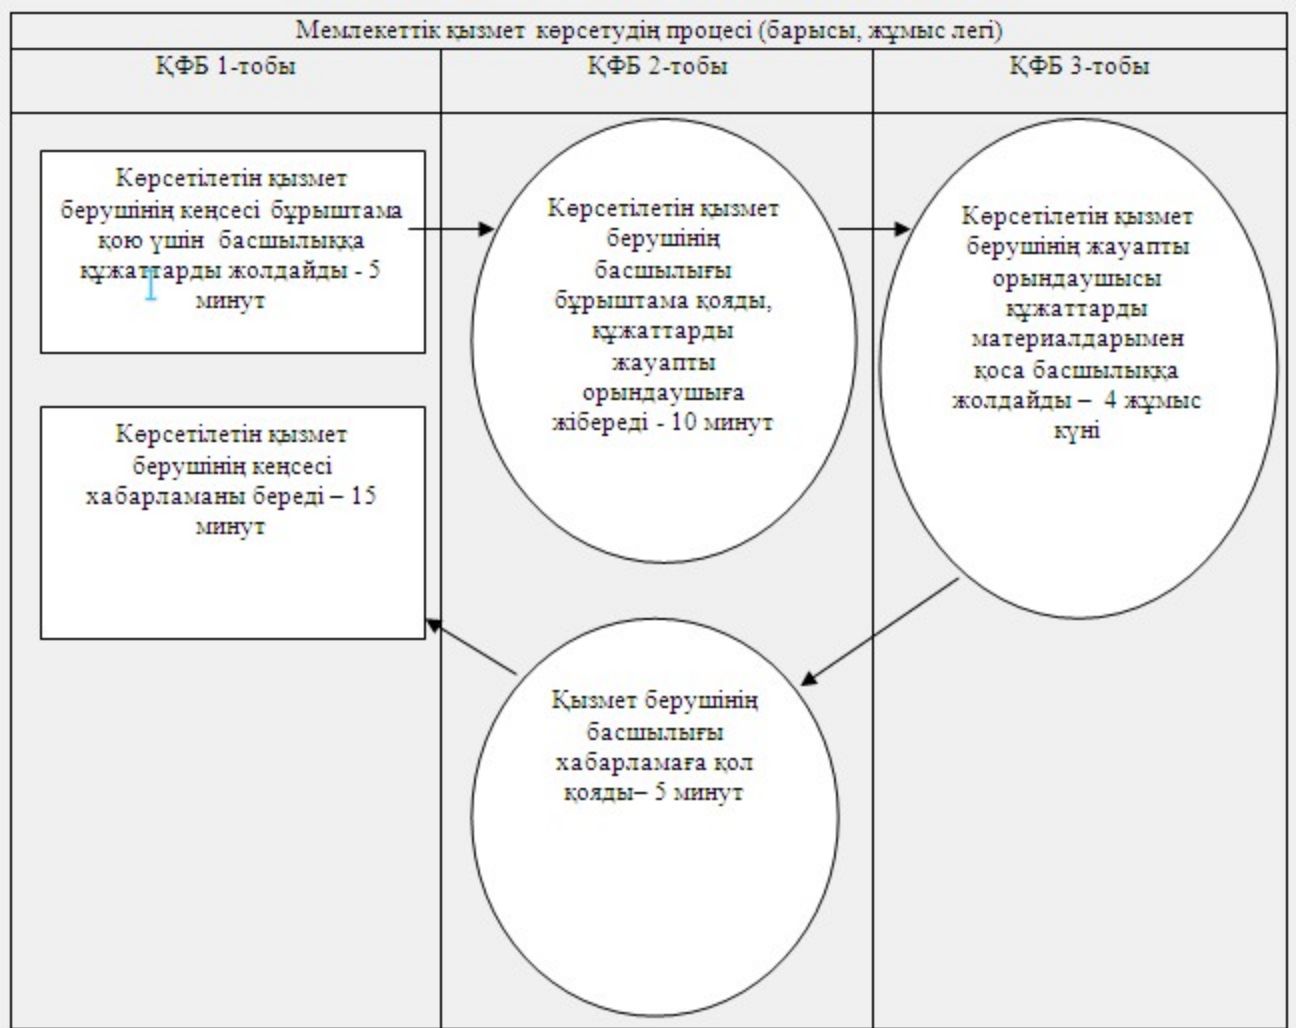 Мемлекеттік қызмет көрсетудің процесі (барысы, жұмыс легі)
ҚФБ 1-тобы
ҚФБ 2-тобы
ҚФБ 3-тобы
Көрсетілетін қызмет
берушінің кеңсесі бұрыштама
қою үшін басшылыққа
құжаттарды жолдайды - 5
минут
Көрсетілетін қызмет
берушінің
басшылығы
бұрыштама қояды,
құжаттарды
жауапты
орындаушыға
жібереді - 10 минут
Көрсетілетін қызмет
берушінің жауапты
орындаушысы
құжаттарды
материалдарымен
қоса басшылыққа
жолдайды – 4 жұмыс
күні
Қызмет берушінің
басшылығы
хабарламаға қол
қояды– 5 минут
Көрсетілетін қызмет
берушінің кеңсесі
хабарламаны береді – 15
минут